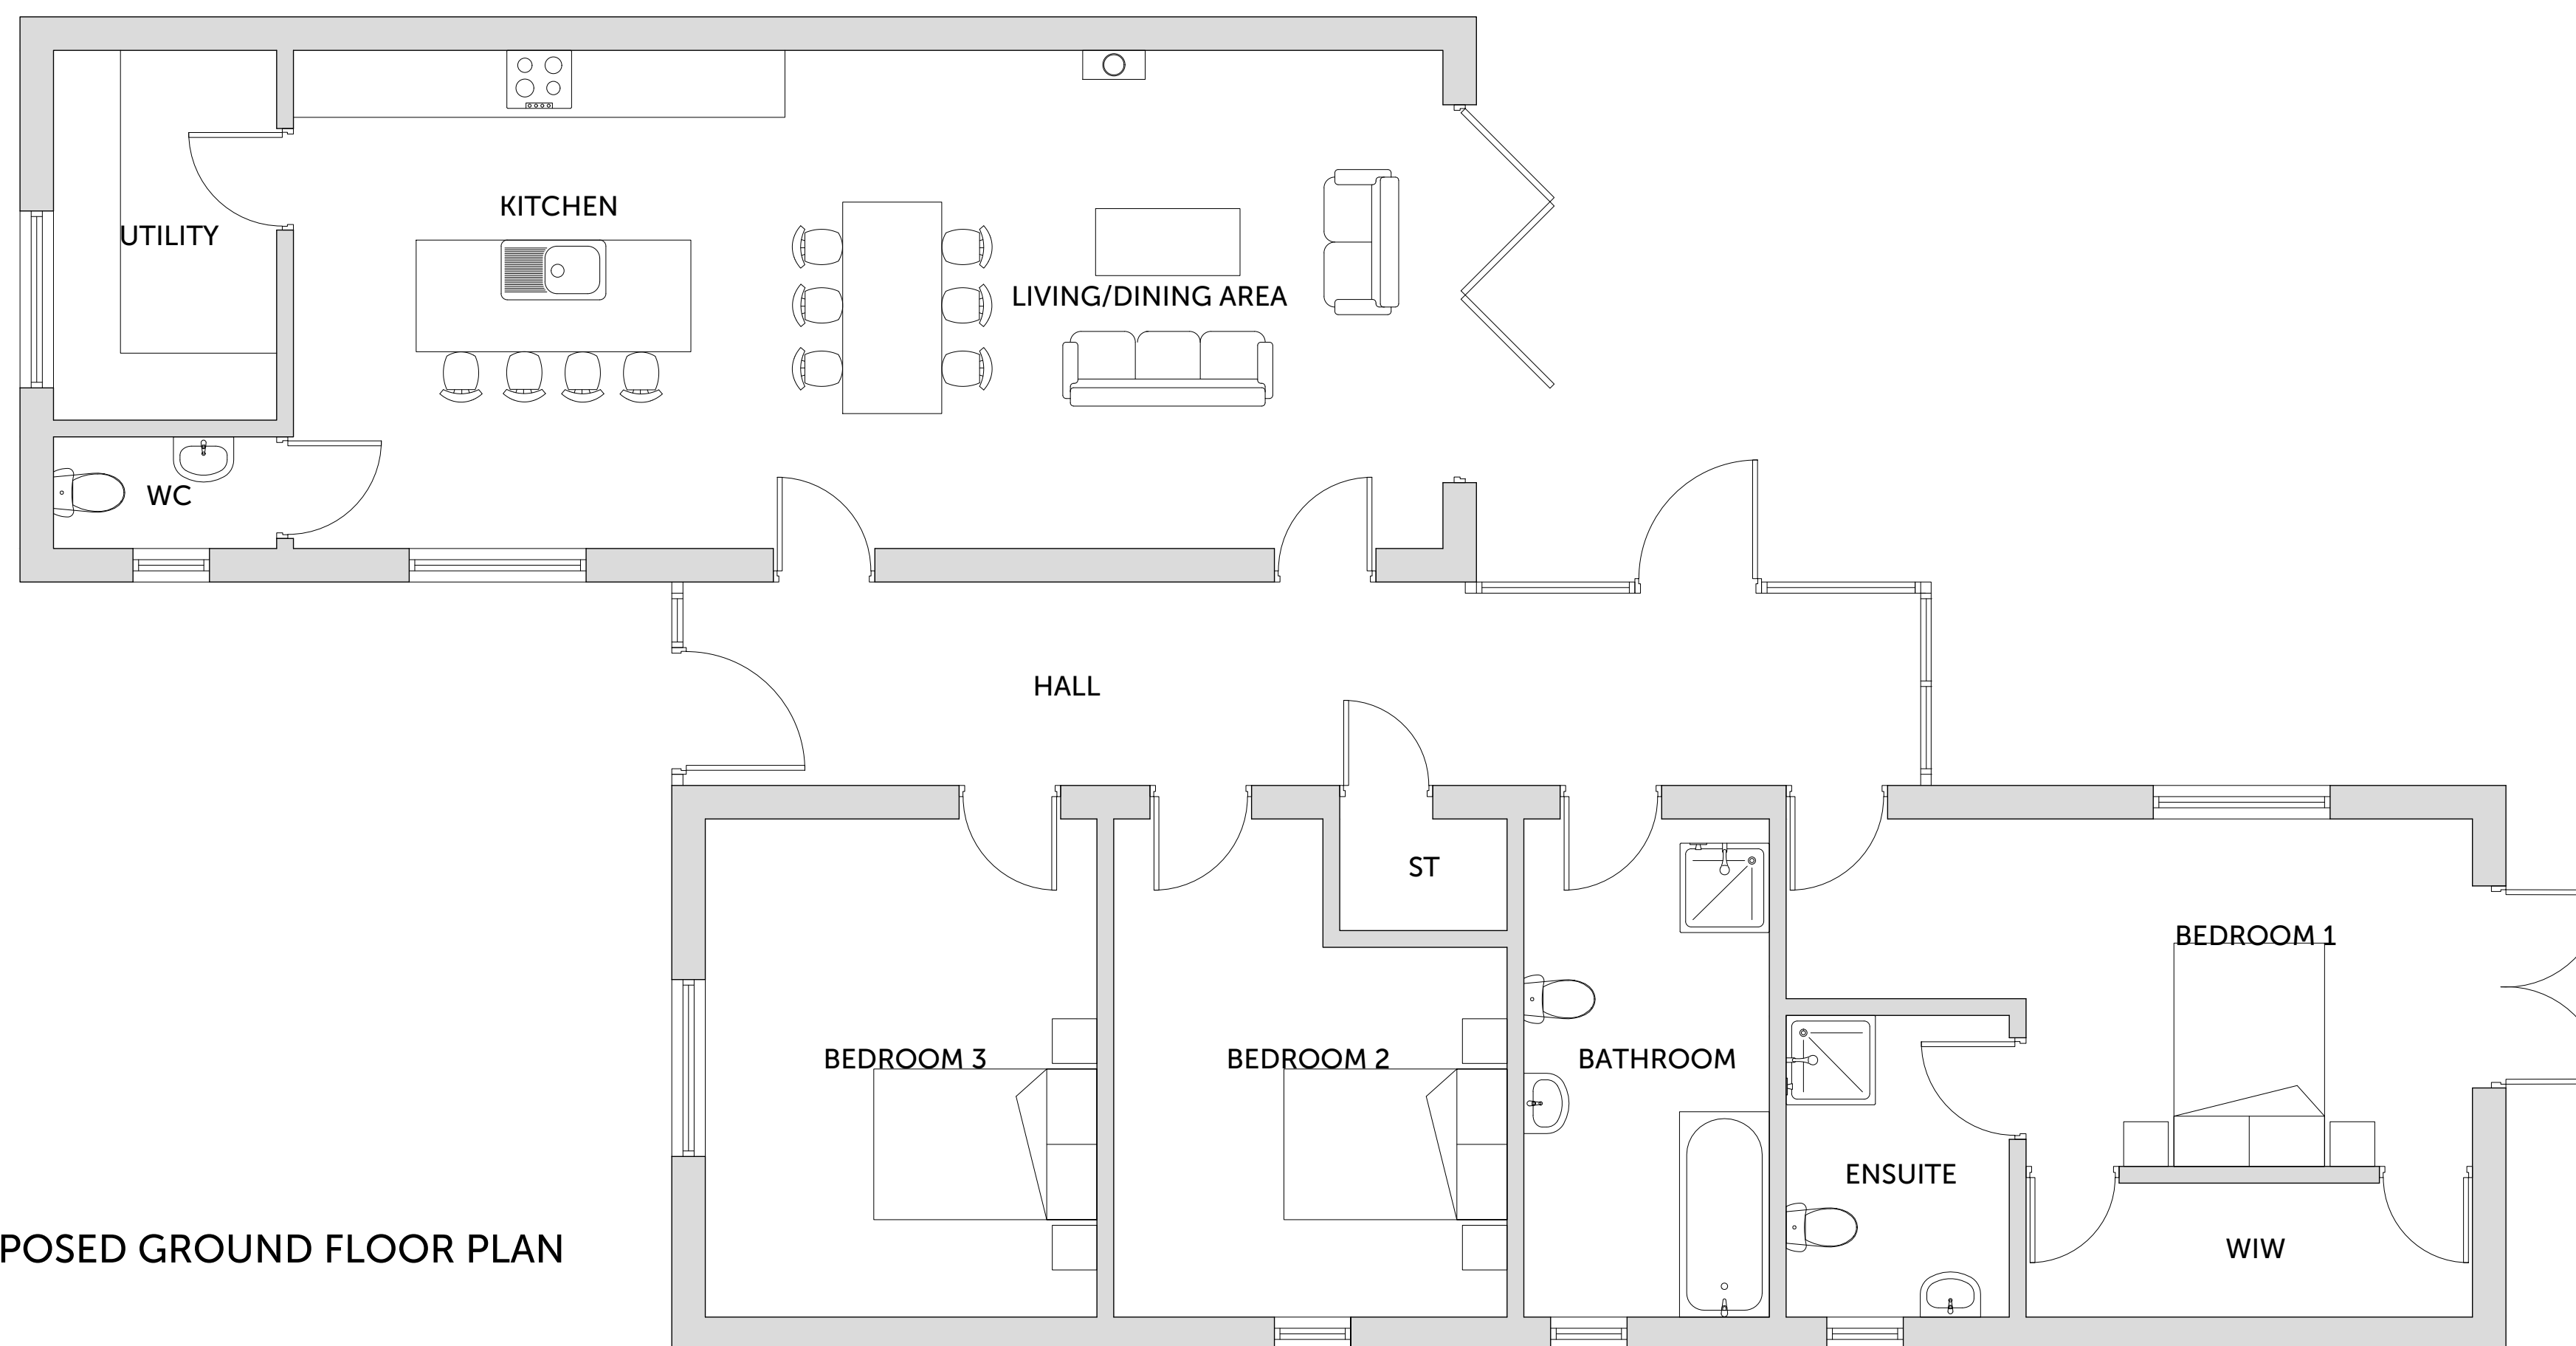 KITCHEN
UTILITY
LIVING/DINING AREA
WC
HALL
ST
BEDROOM 1
BEDROOM 3
BEDROOM 2
BATHROOM
ENSUITE
WIW
POSED GROUND FLOOR PLAN